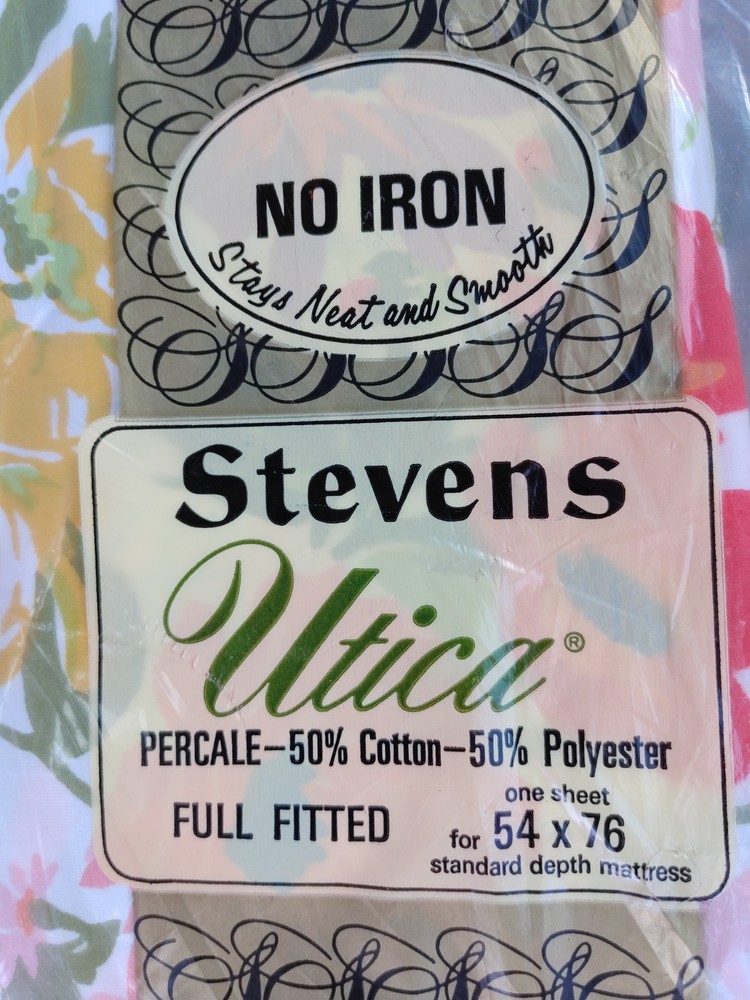 NO IRON
Stays Neat and Smooth
Stevens
Utica®
PERCALE–50% Cotton–50% Polyester
FULL FITTED
one sheet
for 54 x 76
standard depth mattress